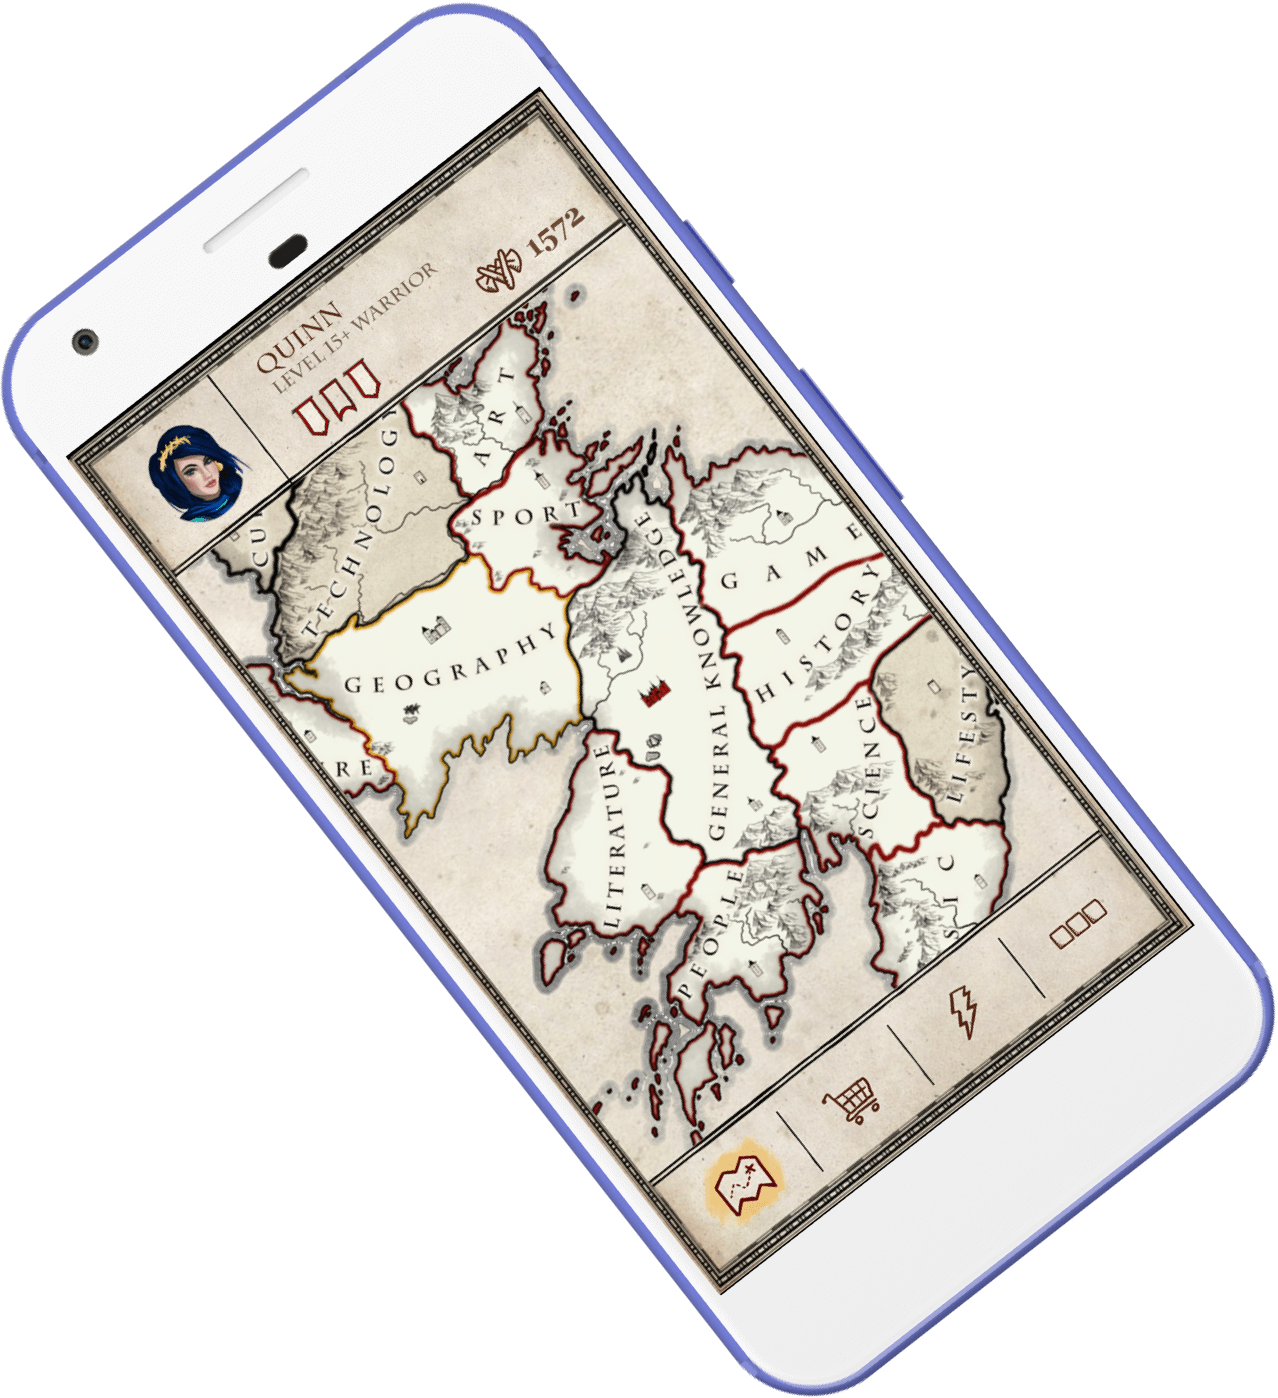 QUINN
LEVEL 15+ WARRIOR
1572
ART
CU
TECHNOLOGY
SPORT
GAME
GEOGRAPHY
GENERAL KNOWLEDGE
HISTORY
RE
LITERATURE
SCIENCE
LIFESTY
PEOPLE
SIC